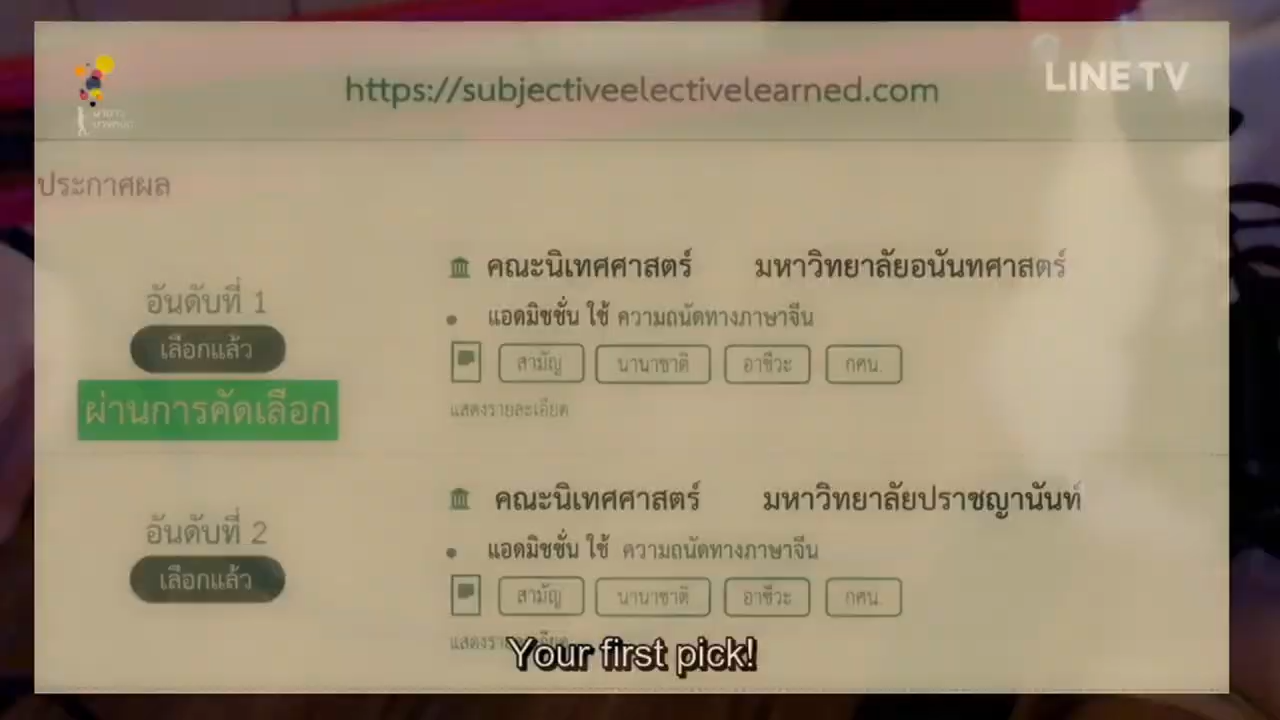 LINE TV
https://subjectiveelectivelearned.com
ประกาศผล
อันดับที่ 1
เลือกแล้ว
ผ่านการคัดเลือก
คณะนิเทศศาสตร์ มหาวิทยาลัยอนันทศาสตร์
แอดมิชชั่น ใช้ ความถนัดทางภาษาจีน
สามัญ นานาชาติ อาชีวะ กศน.
แสดงรายละเอียด
อันดับที่ 2
เลือกแล้ว
คณะนิเทศศาสตร์ มหาวิทยาลัยปราชญานันท์
แอดมิชชั่น ใช้ ความถนัดทางภาษาจีน
สามัญ นานาชาติ อาชีวะ กศน.
Your first pick!